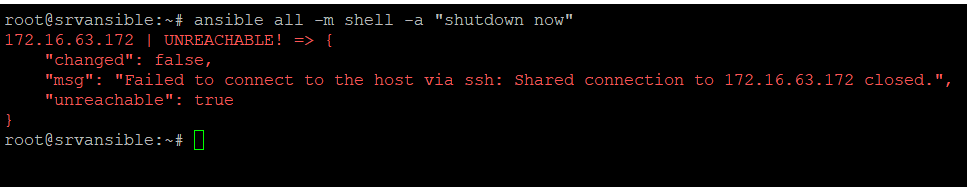 root@srvansible:~# ansible all -m shell -a "shutdown now"
172.16.63.172 | UNREACHABLE! => {
    "changed": false,
    "msg": "Failed to connect to the host via ssh: Shared connection to 172.16.63.172 closed.",
    "unreachable": true
}
root@srvansible:~#